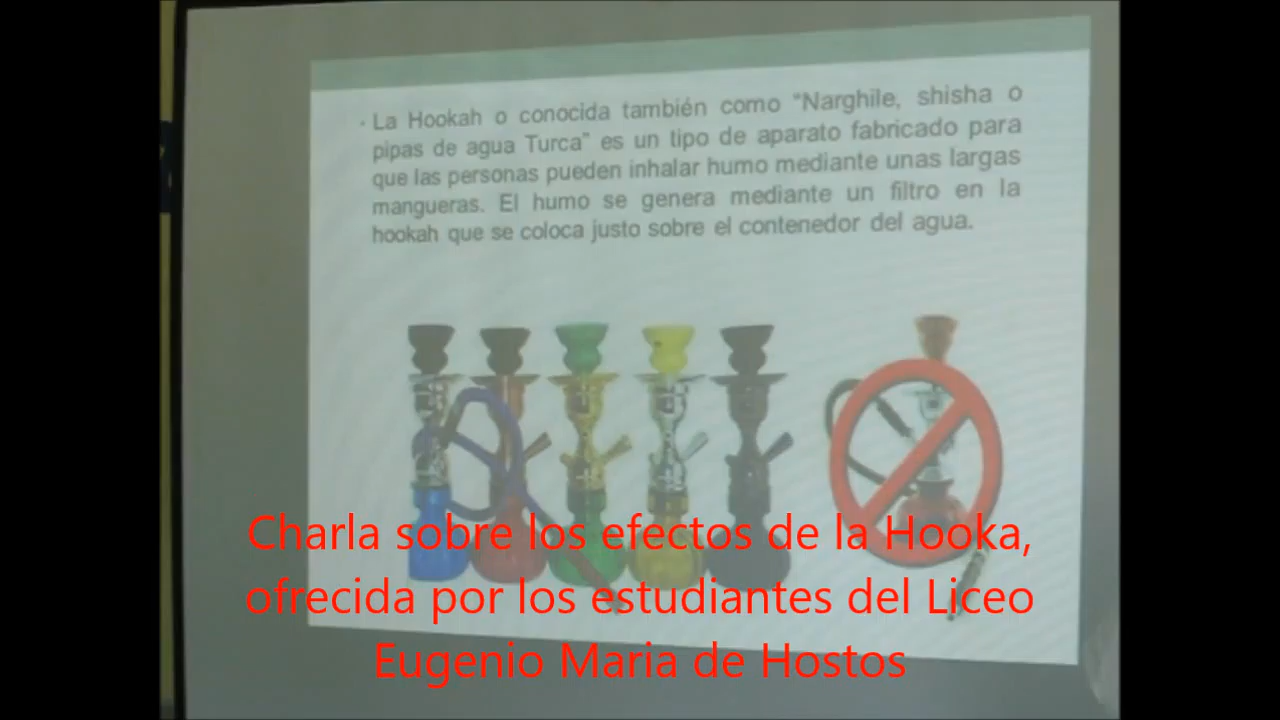 · La Hookah o conocida también como "Narghile, shisha o
pipas de agua Turca" es un tipo de aparato fabricado para
que las personas pueden inhalar humo mediante unas largas
mangueras. El humo se genera mediante un filtro en la
hookah que se coloca justo sobre el contenedor del agua.
Charla sobre los efectos de la Hooka,
ofrecida por los estudiantes del Liceo
Eugenio Maria de Hostos